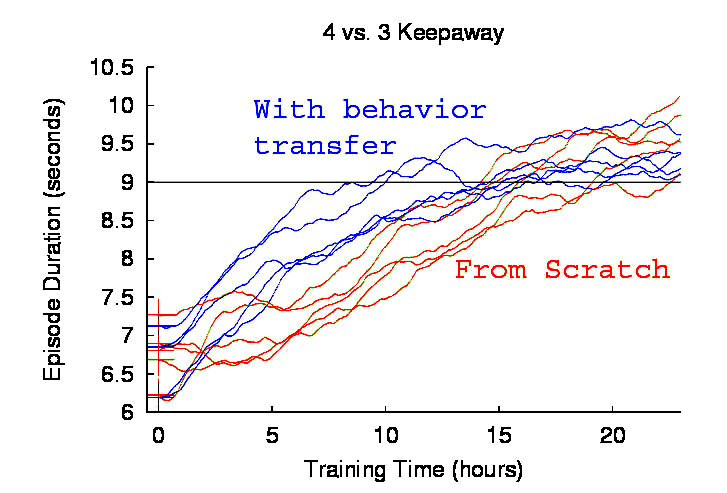 4 vs. 3 Keepaway
10.5
10
9.5
9
8.5
8
7.5
7
6.5
6
Episode Duration (seconds)
With behavior
transfer
From Scratch
0
5
10
15
20
Training Time (hours)